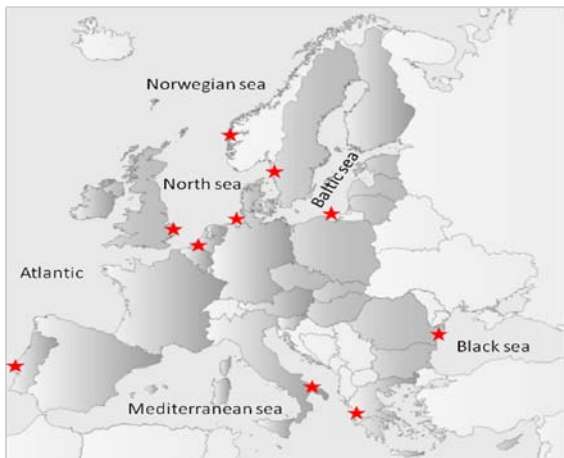 Norwegian sea
North sea
Baltic sea
Atlantic
Black sea
Mediterranean sea